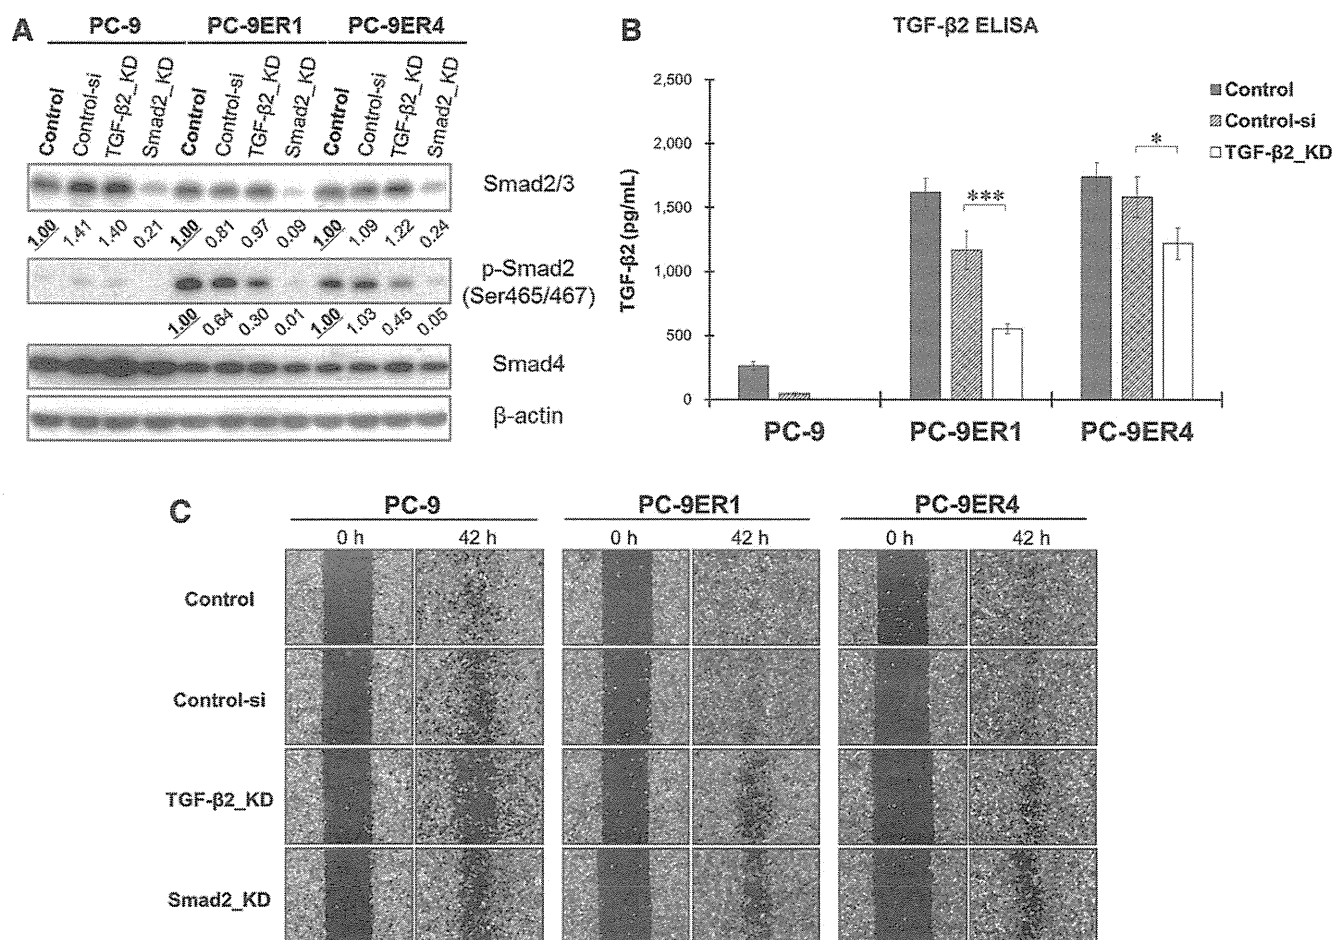 A
PC-9 PC-9ER1 PC-9ER4
Control Control-si TGF-β2_KD Smad2_KD Control Control-si TGF-β2_KD Smad2_KD Control Control-si TGF-β2_KD Smad2_KD
Smad2/3
1.00 1.41 1.40 0.21 1.00 0.81 0.97 0.09 1.00 1.09 1.22 0.24
p-Smad2
(Ser465/467)
1.00 0.64 0.30 0.01 1.00 1.03 0.45 0.05
Smad4
β-actin
B
TGF-β2 ELISA
TGF-β2 (pg/mL)
2,500
2,000
1,500
1,000
500
0
*
***
Control
Control-si
TGF-β2_KD
PC-9 PC-9ER1 PC-9ER4
C
PC-9 PC-9ER1 PC-9ER4
0 h 42 h 0 h 42 h 0 h 42 h
Control
Control-si
TGF-β2_KD
Smad2_KD